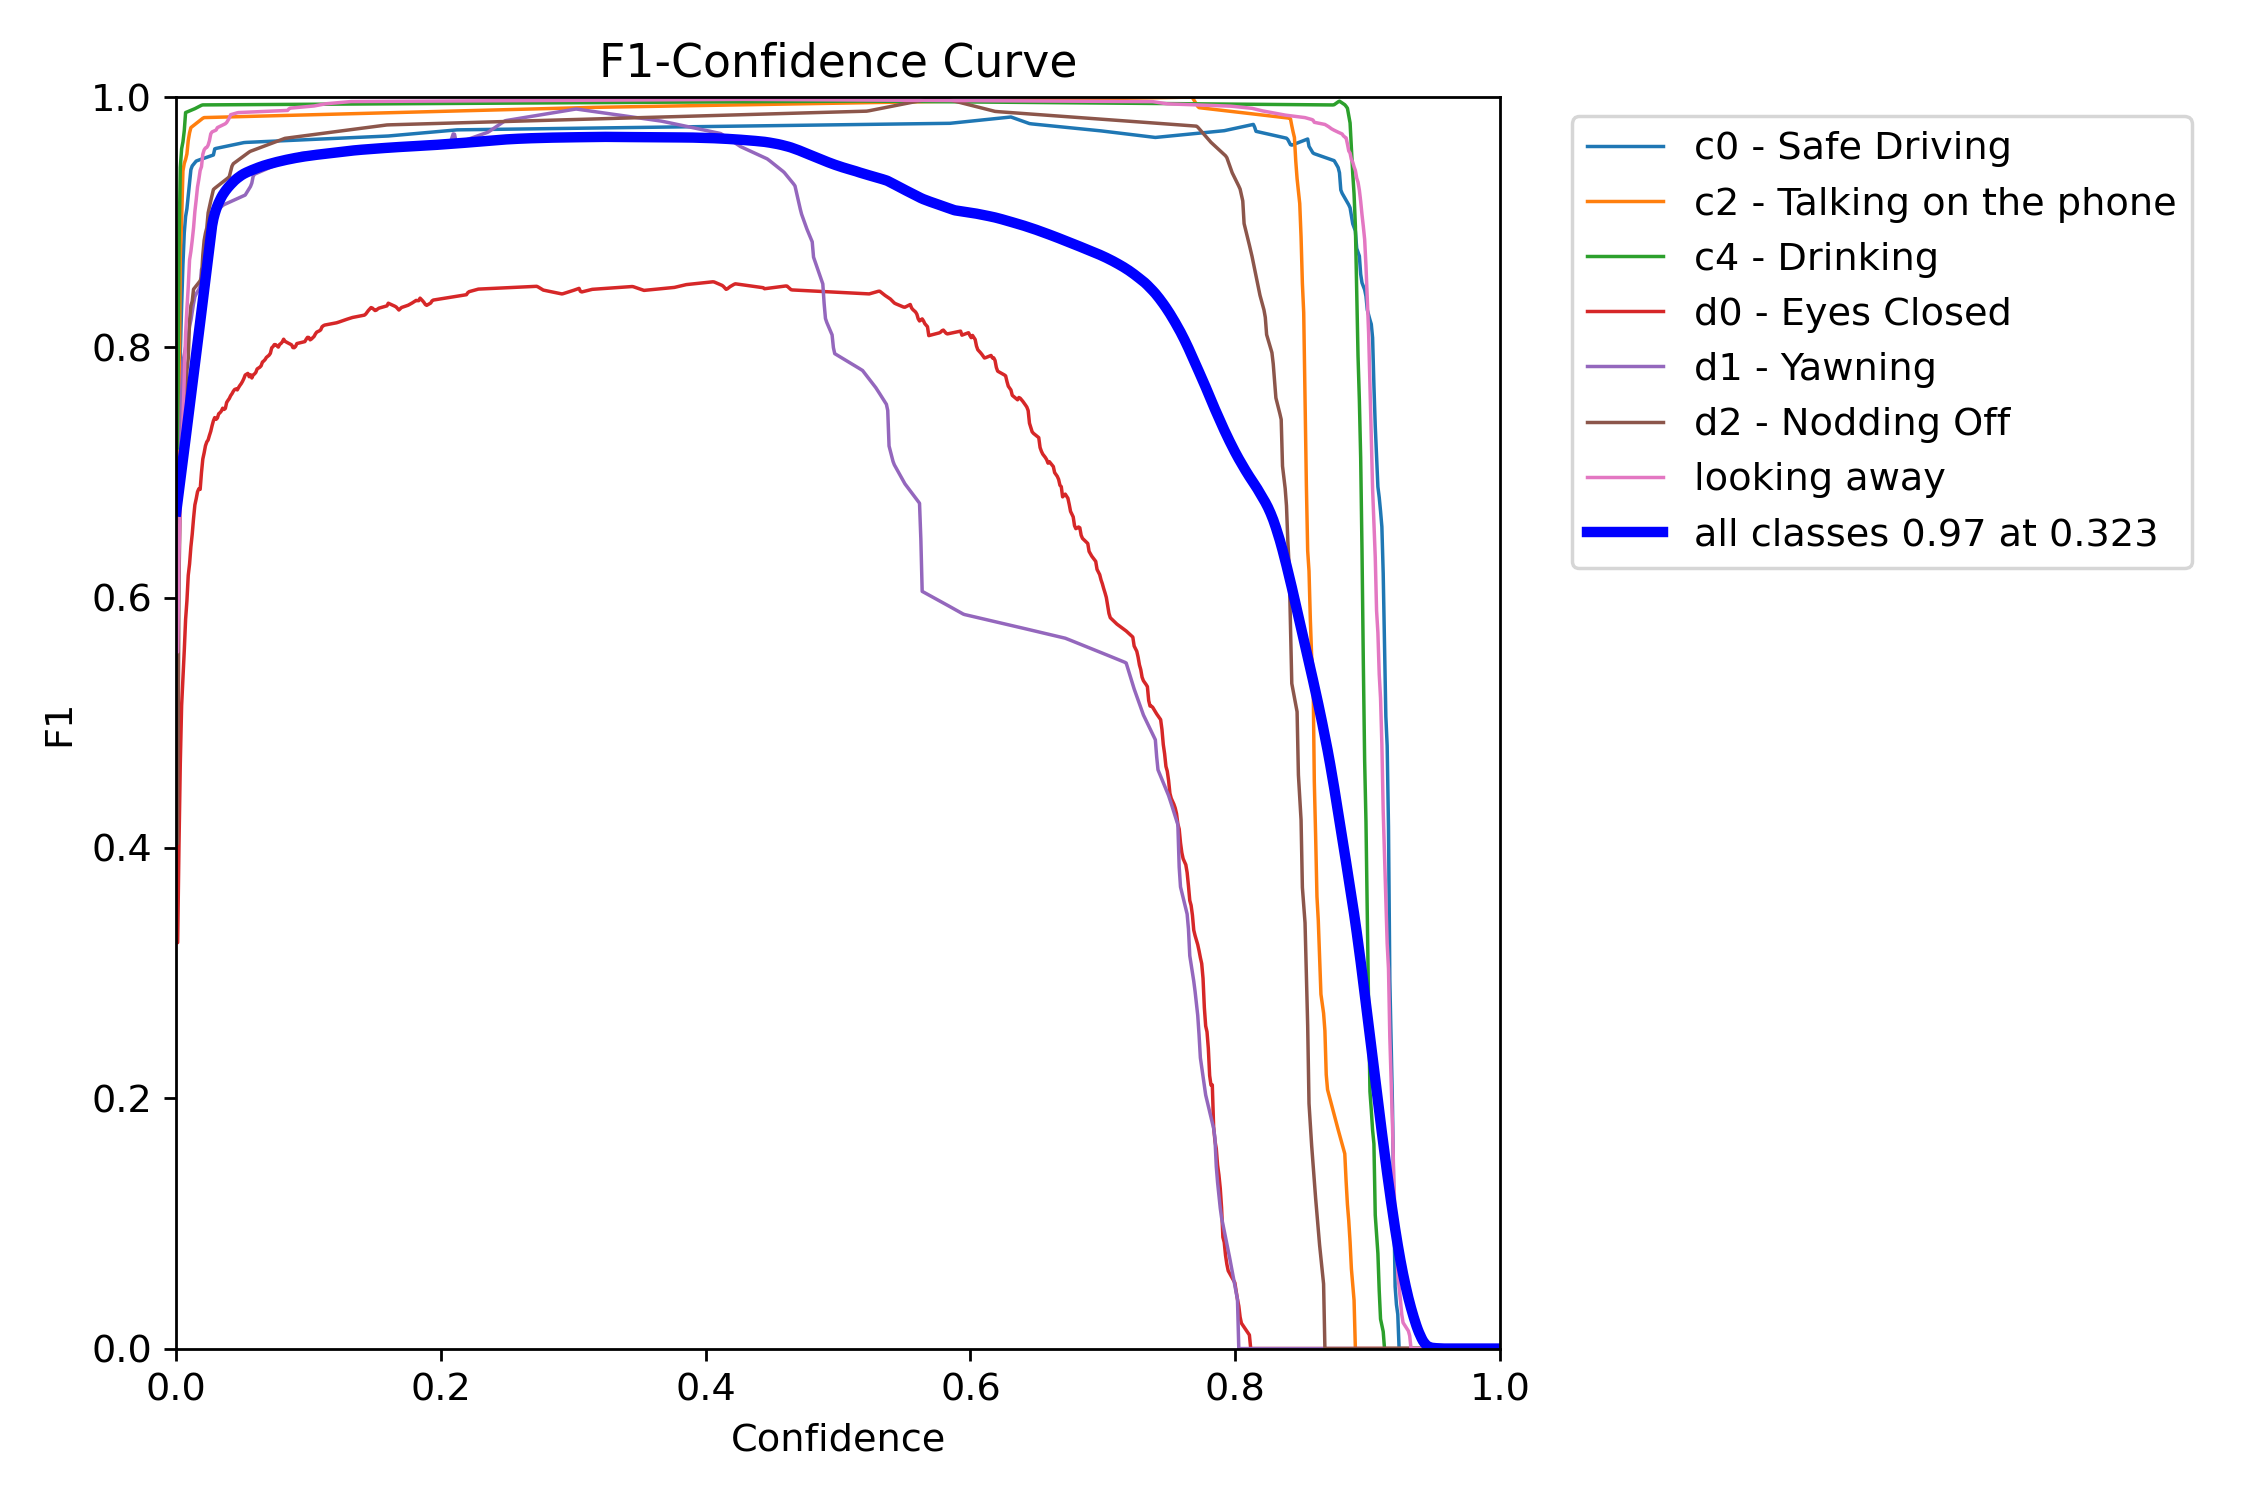 F1-Confidence Curve
1.0
0.8
0.6
0.4
0.2
0.0
F1
0.0 0.2 0.4 0.6 0.8 1.0
Confidence
c0 - Safe Driving
c2 - Talking on the phone
c4 - Drinking
d0 - Eyes Closed
d1 - Yawning
d2 - Nodding Off
looking away
all classes 0.97 at 0.323